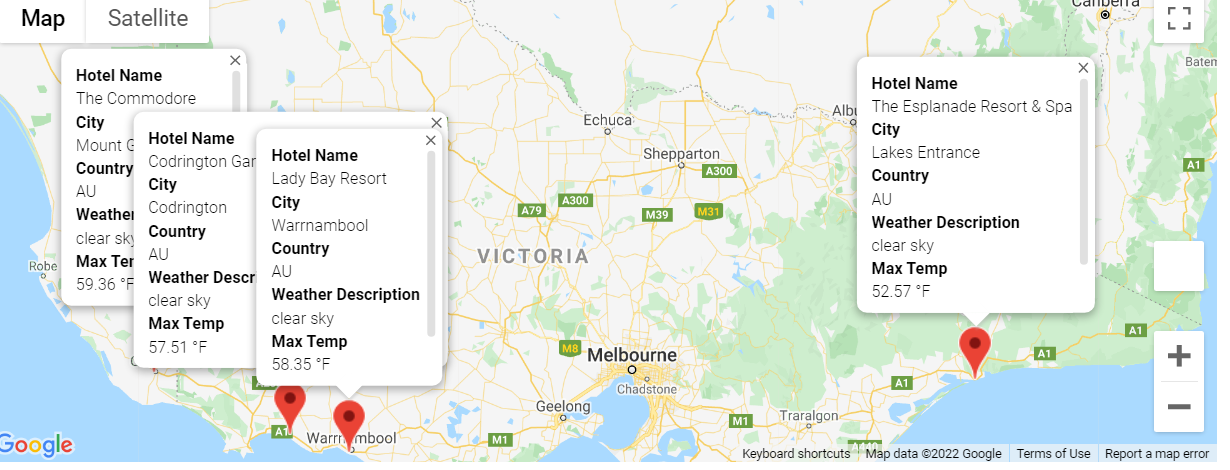 Map
Satellite
Canberra
Hotel Name
The Commodore
City
Mount G
Country
AU
Weather
clear sky
Max Ter
59.36 °F
Hotel Name
Codrington Gar
City
Codrington
Country
AU
Weather Descr
clear sky
Max Temp
57.51 °F
Hotel Name
Lady Bay Resort
City
Warrnambool
Country
AU
Weather Description
clear sky
Max Temp
58.35 °F
Hotel Name
The Esplanade Resort & Spa
City
Lakes Entrance
Country
AU
Weather Description
clear sky
Max Temp
52.57 °F
Batem
Albu
Echuca
Shepparton
A300
A1
A79
A300
M39
M31
VICTORIA
Robe
M8
Melbourne
Chadstone
A1
A1
A1
A1
Geelong
Warrnambool
M1
M1
Traralgon
A440
Google
Keyboard shortcuts
Map data ©2022 Google
Terms of Use
Report a map error